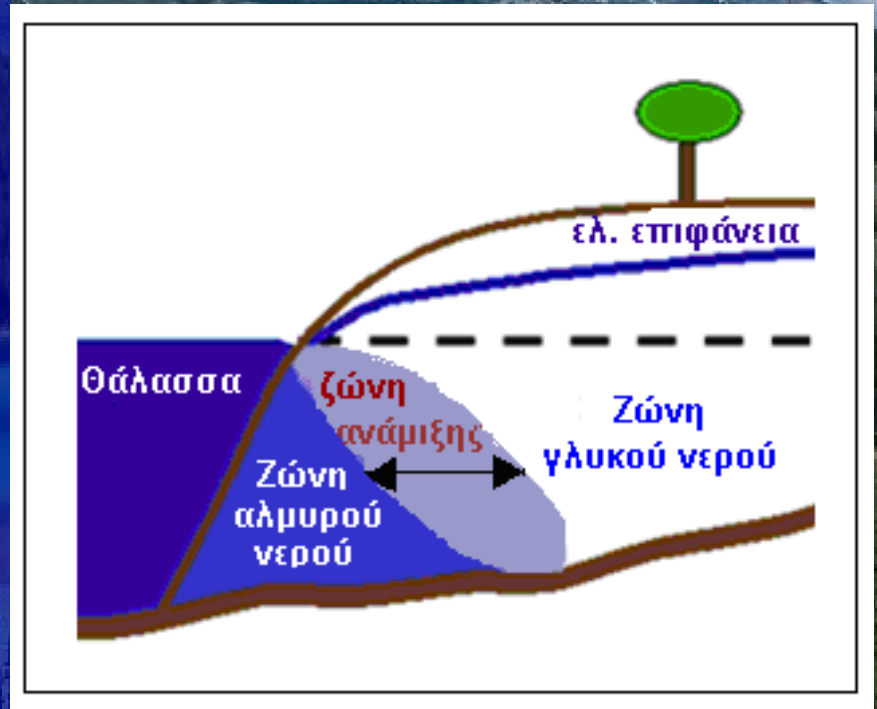 ελ. επιφάνεια
Θάλασσα
ζώνη
ανάμιξης
Ζώνη
γλυκού νερού
Ζώνη
αλμυρού
νερού